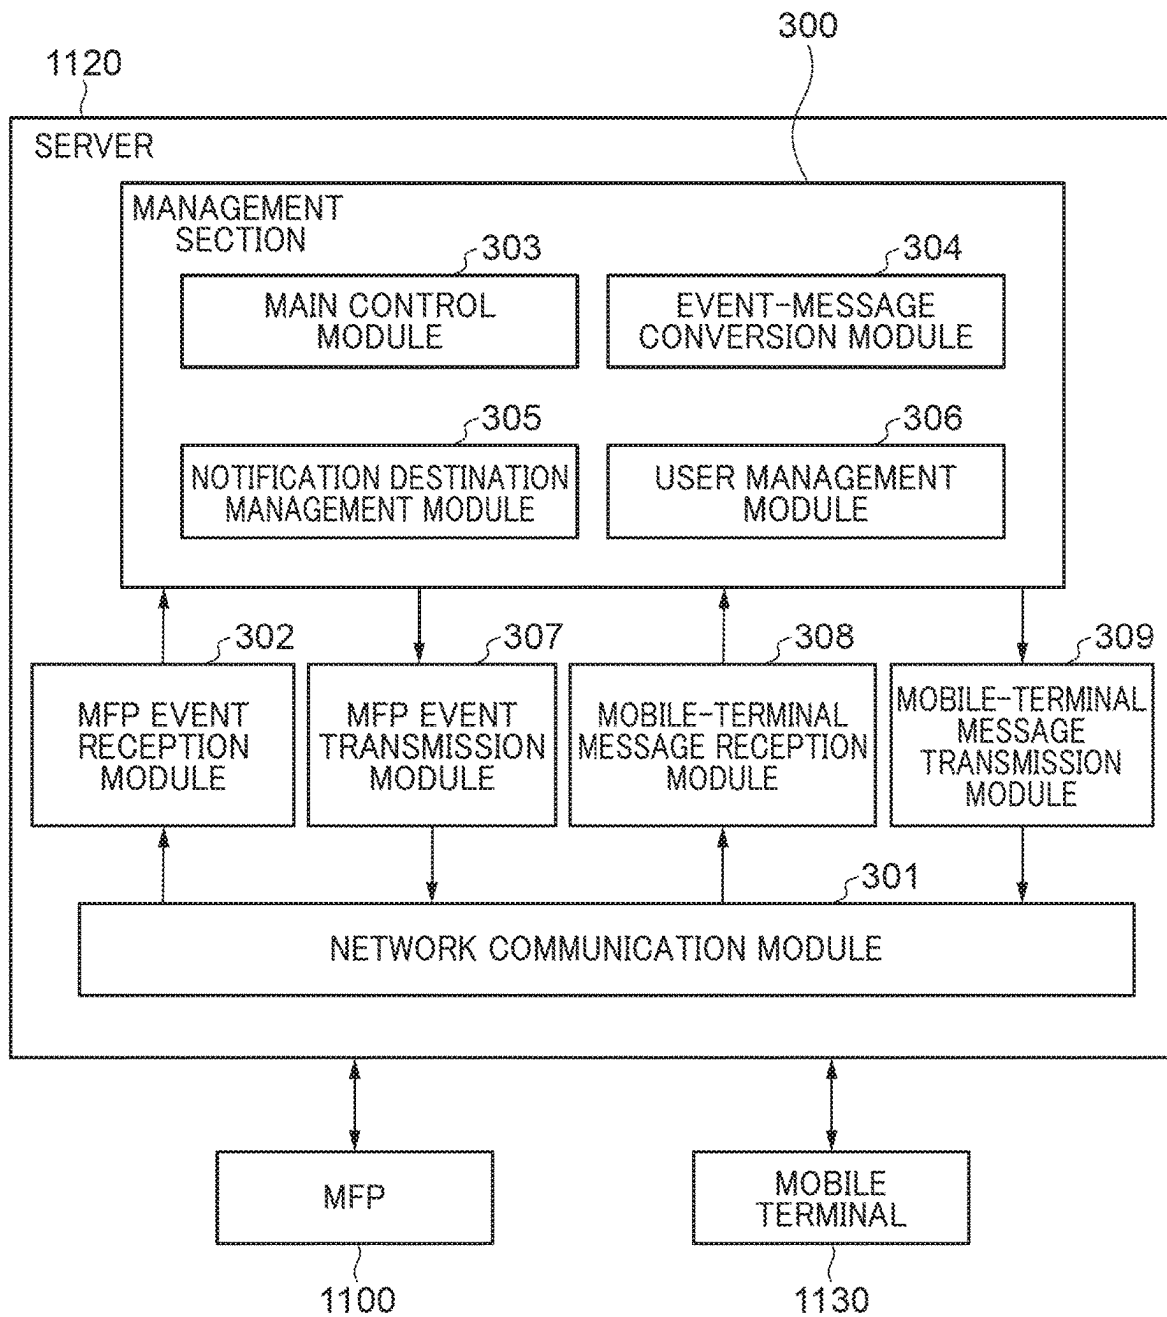 300
1120
SERVER
MANAGEMENT
SECTION
303
304
MAIN CONTROL
MODULE
EVENT-MESSAGE
CONVERSION MODULE
305
306
NOTIFICATION DESTINATION
MANAGEMENT MODULE
USER MANAGEMENT
MODULE
302
307
308
309
MFP EVENT
RECEPTION
MODULE
MFP EVENT
TRANSMISSION
MODULE
MOBILE-TERMINAL
MESSAGE RECEPTION
MODULE
MOBILE-TERMINAL
MESSAGE
TRANSMISSION
MODULE
301
NETWORK COMMUNICATION MODULE
MFP
MOBILE
TERMINAL
1100
1130